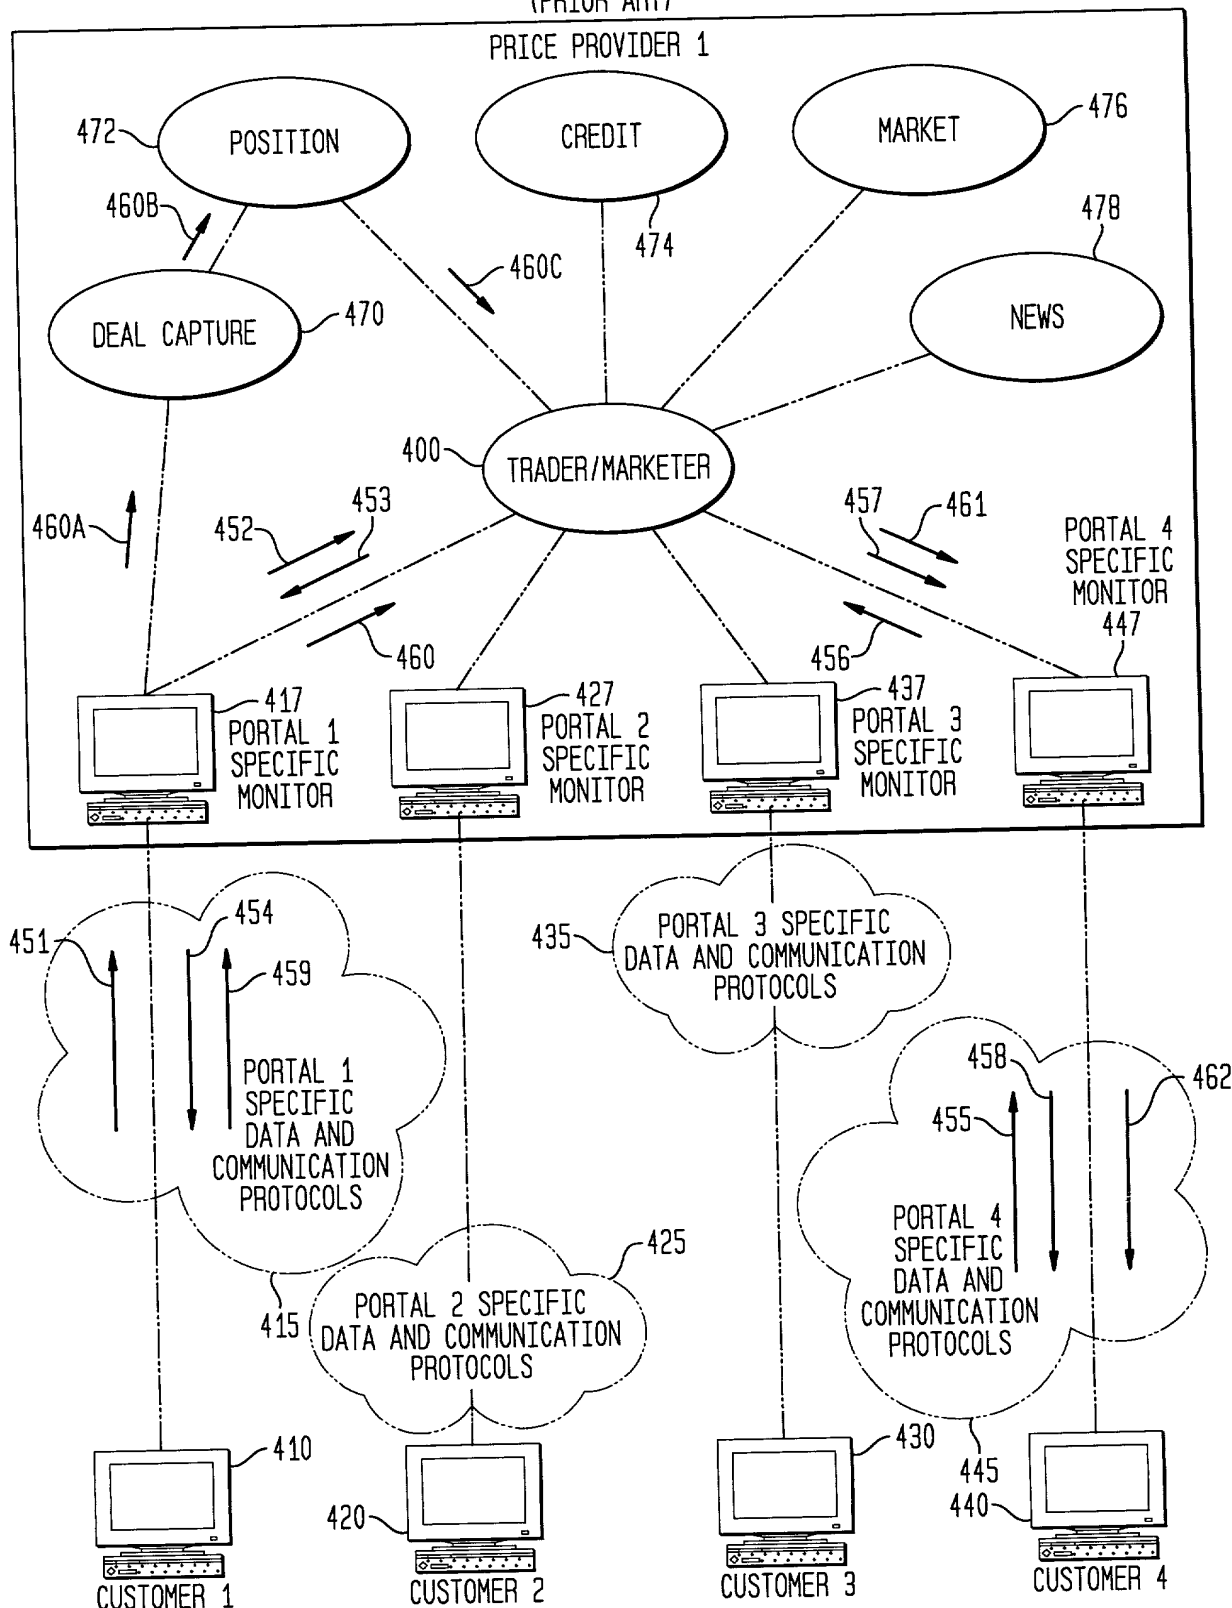 (PRIOR ART)
PRICE PROVIDER 1
472
POSITION
CREDIT
MARKET
476
460B
474
478
460C
DEAL CAPTURE
470
NEWS
400
TRADER/MARKETER
460A
452
453
457
461
PORTAL 4
SPECIFIC
MONITOR
447
460
456
417
PORTAL 1
SPECIFIC
MONITOR
427
PORTAL 2
SPECIFIC
MONITOR
437
PORTAL 3
SPECIFIC
MONITOR
451
454
459
435
PORTAL 3 SPECIFIC
DATA AND COMMUNICATION
PROTOCOLS
PORTAL 1
SPECIFIC
DATA AND
COMMUNICATION
PROTOCOLS
415
458
455
462
PORTAL 4
SPECIFIC
DATA AND
COMMUNICATION
PROTOCOLS
425
PORTAL 2 SPECIFIC
DATA AND COMMUNICATION
PROTOCOLS
445
410
CUSTOMER 1
420
CUSTOMER 2
430
CUSTOMER 3
440
CUSTOMER 4